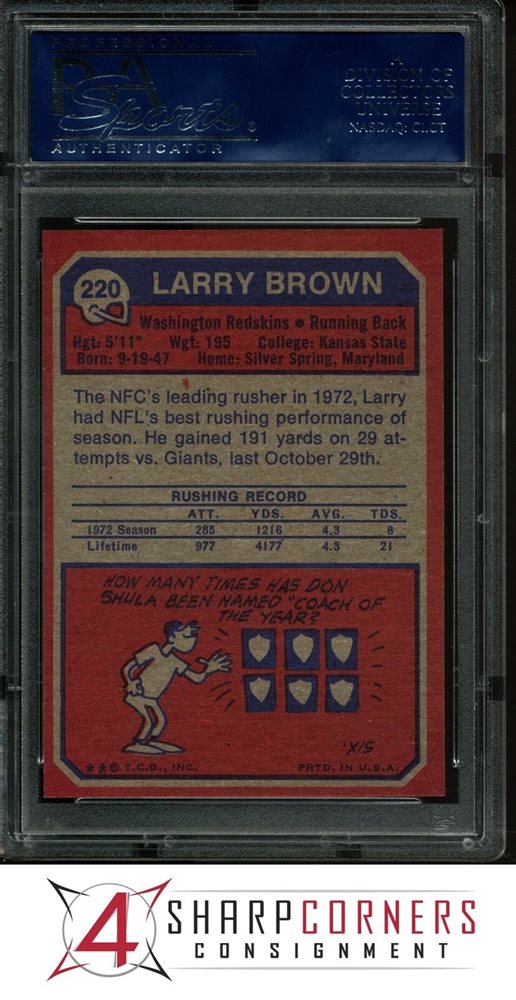 PROFESSIONAL
PSA
Sports®
AUTHENTICATOR
A
DIVISION OF
COLLECTORS
UNIVERSE
NASDAQ: CLCT
220 LARRY BROWN
Washington Redskins • Running Back
Hgt: 5'11" Wgt: 195 College: Kansas State
Born: 9-19-47 Home: Silver Spring, Maryland
The NFC's leading rusher in 1972, Larry
had NFL's best rushing performance of
season. He gained 191 yards on 29 at-
tempts vs. Giants, last October 29th.
RUSHING RECORD
ATT. YDS. AVG. TDS.
1972 Season 285 1216 4.3 8
Lifetime 977 4177 4.3 21
HOW MANY TIMES HAS DON
SHULA BEEN NAMED "COACH OF
THE YEAR?
SIX.
**© T.C.G., INC. PRTD. IN U.S.A.
4 SHARPCORNERS
CONSIGNMENT